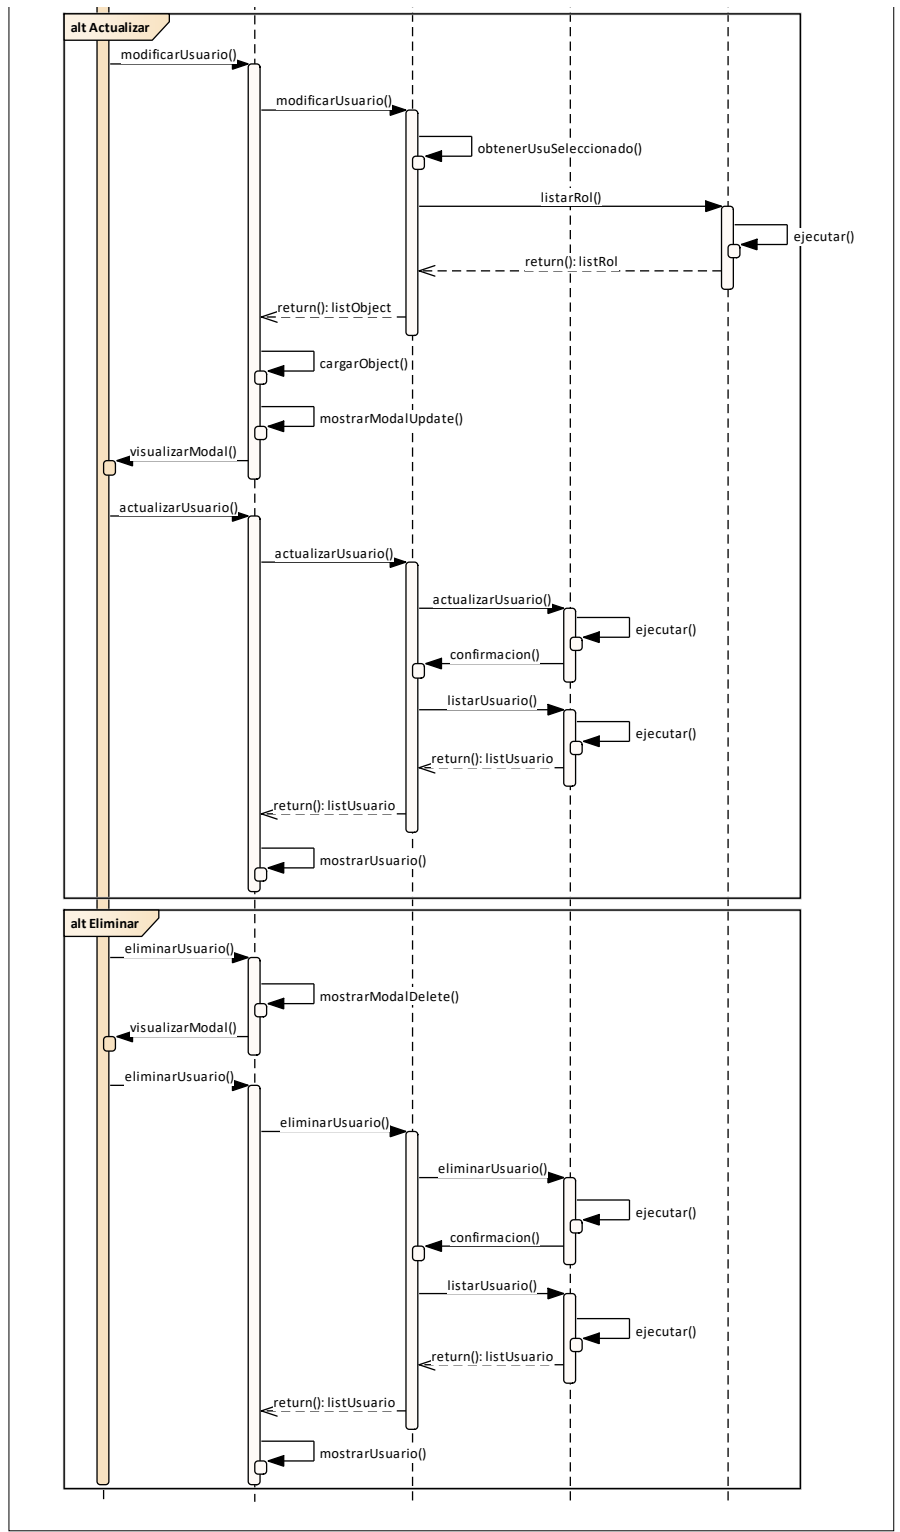 alt Actualizar
modificarUsuario()
modificarUsuario()
obtenerUsuSeleccionado()
listarRol()
ejecutar()
return(): listRol
return(): listObject
cargarObject()
mostrarModalUpdate()
visualizarModal()
actualizarUsuario()
actualizarUsuario()
actualizarUsuario()
ejecutar()
confirmacion()
listarUsuario()
ejecutar()
return(): listUsuario
return(): listUsuario
mostrarUsuario()
alt Eliminar
eliminarUsuario()
mostrarModalDelete()
visualizarModal()
eliminarUsuario()
eliminarUsuario()
eliminarUsuario()
ejecutar()
confirmacion()
listarUsuario()
ejecutar()
return(): listUsuario
return(): listUsuario
mostrarUsuario()